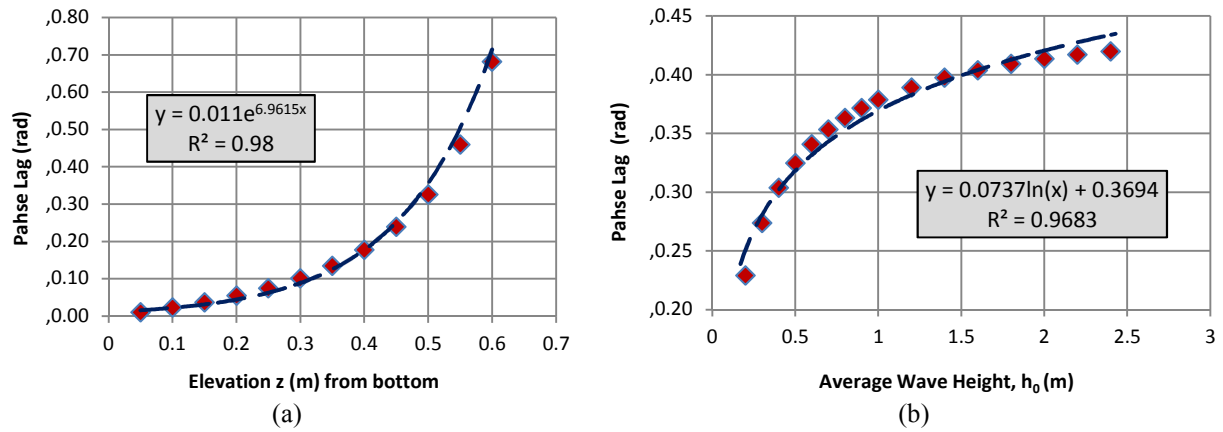 ,0.80
,0.70
,0.60
,0.50
,0.40
,0.30
,0.20
,0.10
,0.00
Pahse Lag (rad)
y = 0.011e^6.9615x
R² = 0.98
0 0.1 0.2 0.3 0.4 0.5 0.6 0.7
Elevation z (m) from bottom
(a)
,0.45
,0.40
,0.35
,0.30
,0.25
,0.20
Pahse Lag (rad)
y = 0.0737ln(x) + 0.3694
R² = 0.9683
0 0.5 1 1.5 2 2.5 3
Average Wave Height, h₀ (m)
(b)